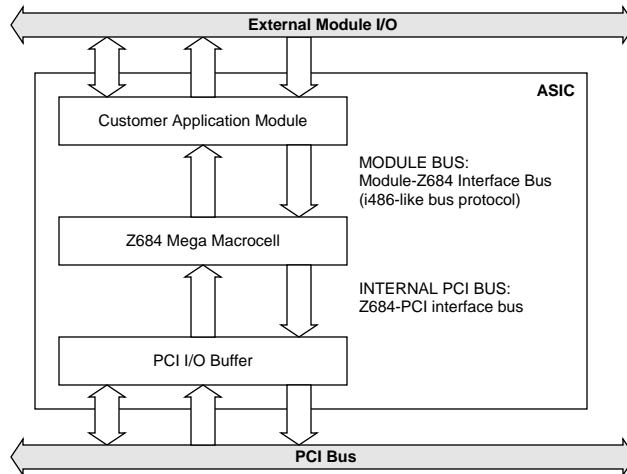 External Module I/O
ASIC
Customer Application Module
MODULE BUS:
Module-Z684 Interface Bus
(i486-like bus protocol)
Z684 Mega Macrocell
INTERNAL PCI BUS:
Z684-PCI interface bus
PCI I/O Buffer
PCI Bus